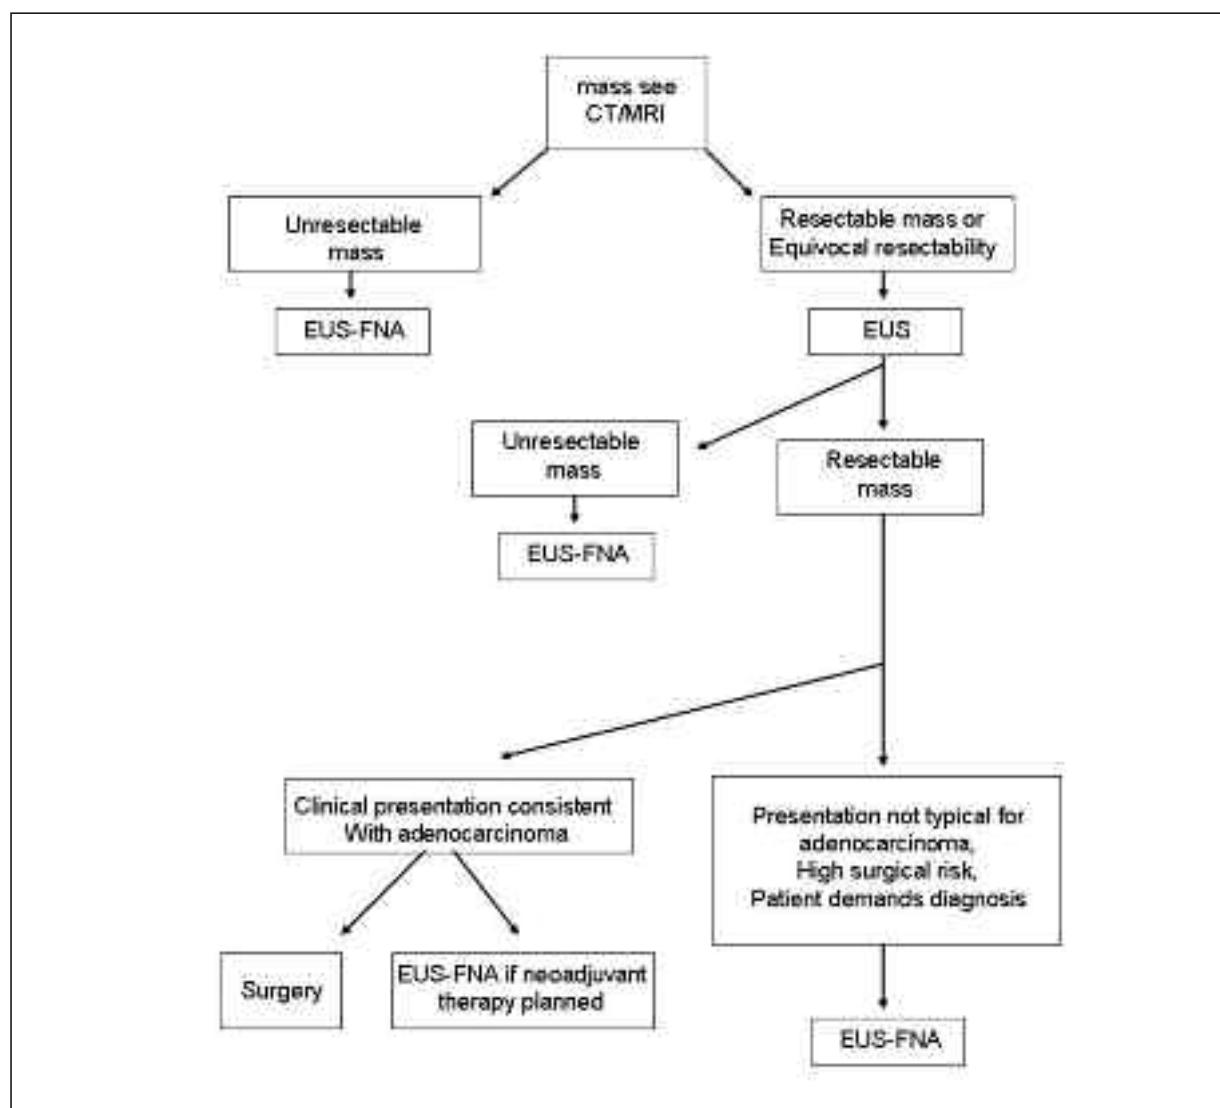 mass see
CT/MRI
Unresectable
mass
Resectable mass or
Equivocal resectability
EUS-FNA
EUS
Unresectable
mass
Resectable
mass
EUS-FNA
Clinical presentation consistent
With adenocarcinoma
Presentation not typical for
adenocarcinoma,
High surgical risk,
Patient demands diagnosis
Surgery
EUS-FNA if neoadjuvant
therapy planned
EUS-FNA